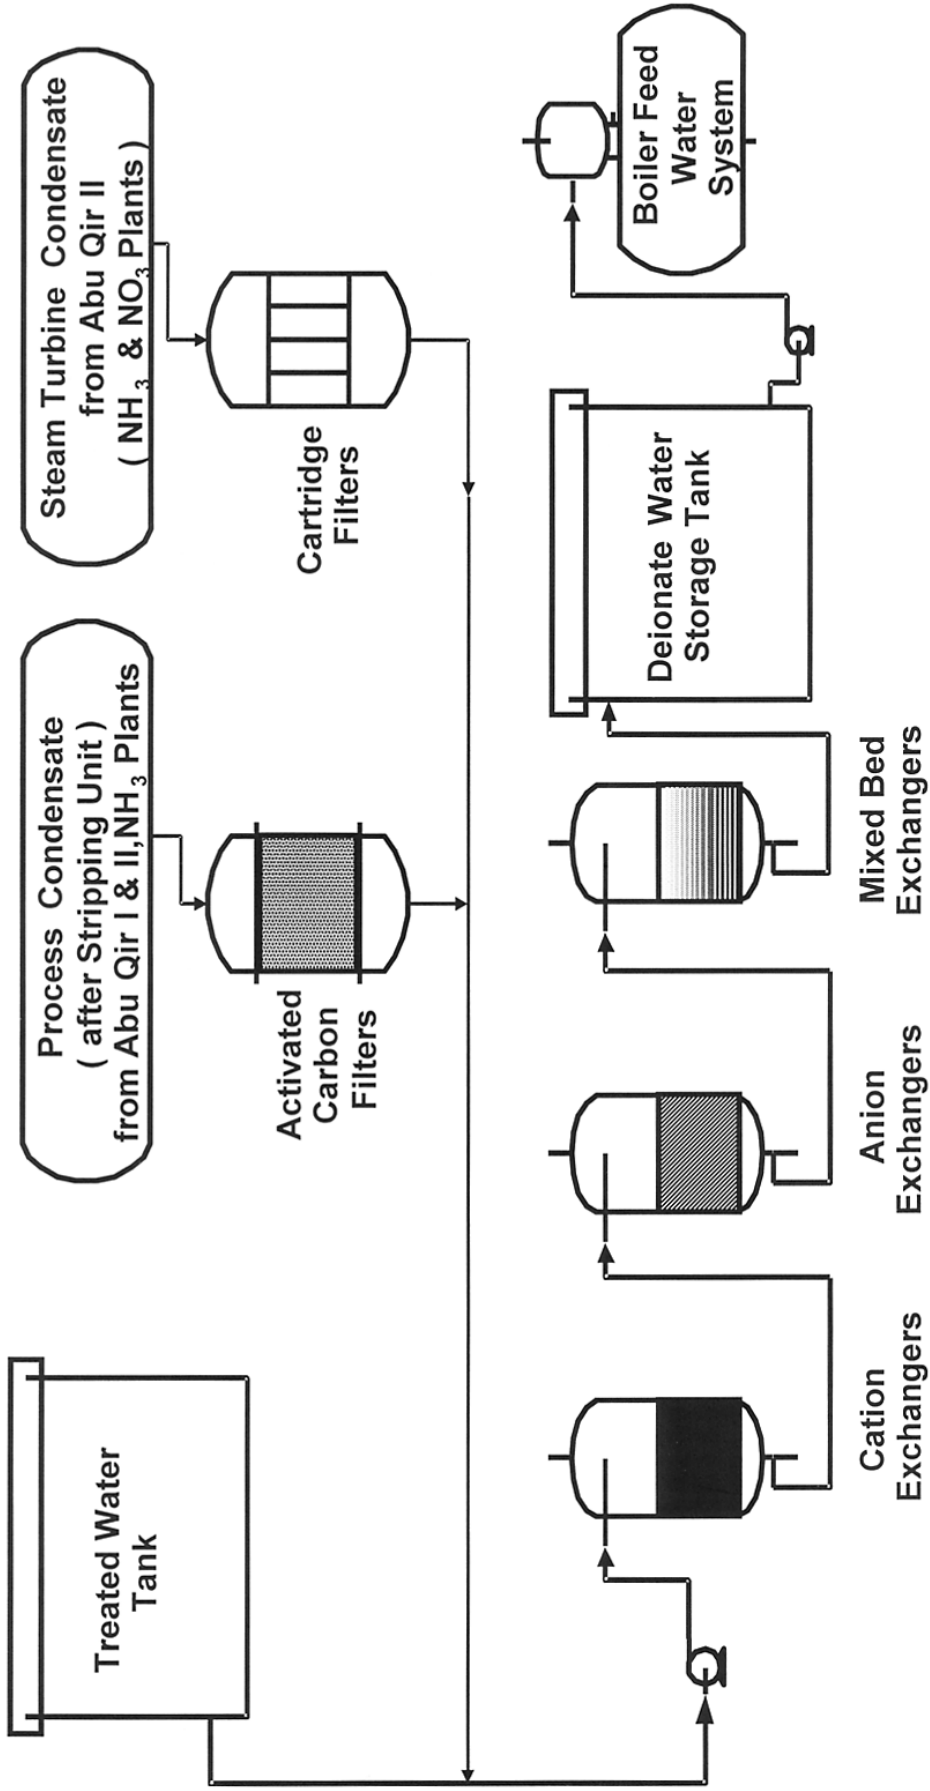 Treated Water
Tank
Process Condensate
( after Stripping Unit )
from Abu Qir I & II,NH3 Plants
Steam Turbine Condensate
from Abu Qir II
( NH3 & NO3 Plants )
Activated
Carbon
Filters
Cartridge
Filters
Cation
Exchangers
Anion
Exchangers
Mixed Bed
Exchangers
Deionate Water
Storage Tank
Boiler Feed
Water
System